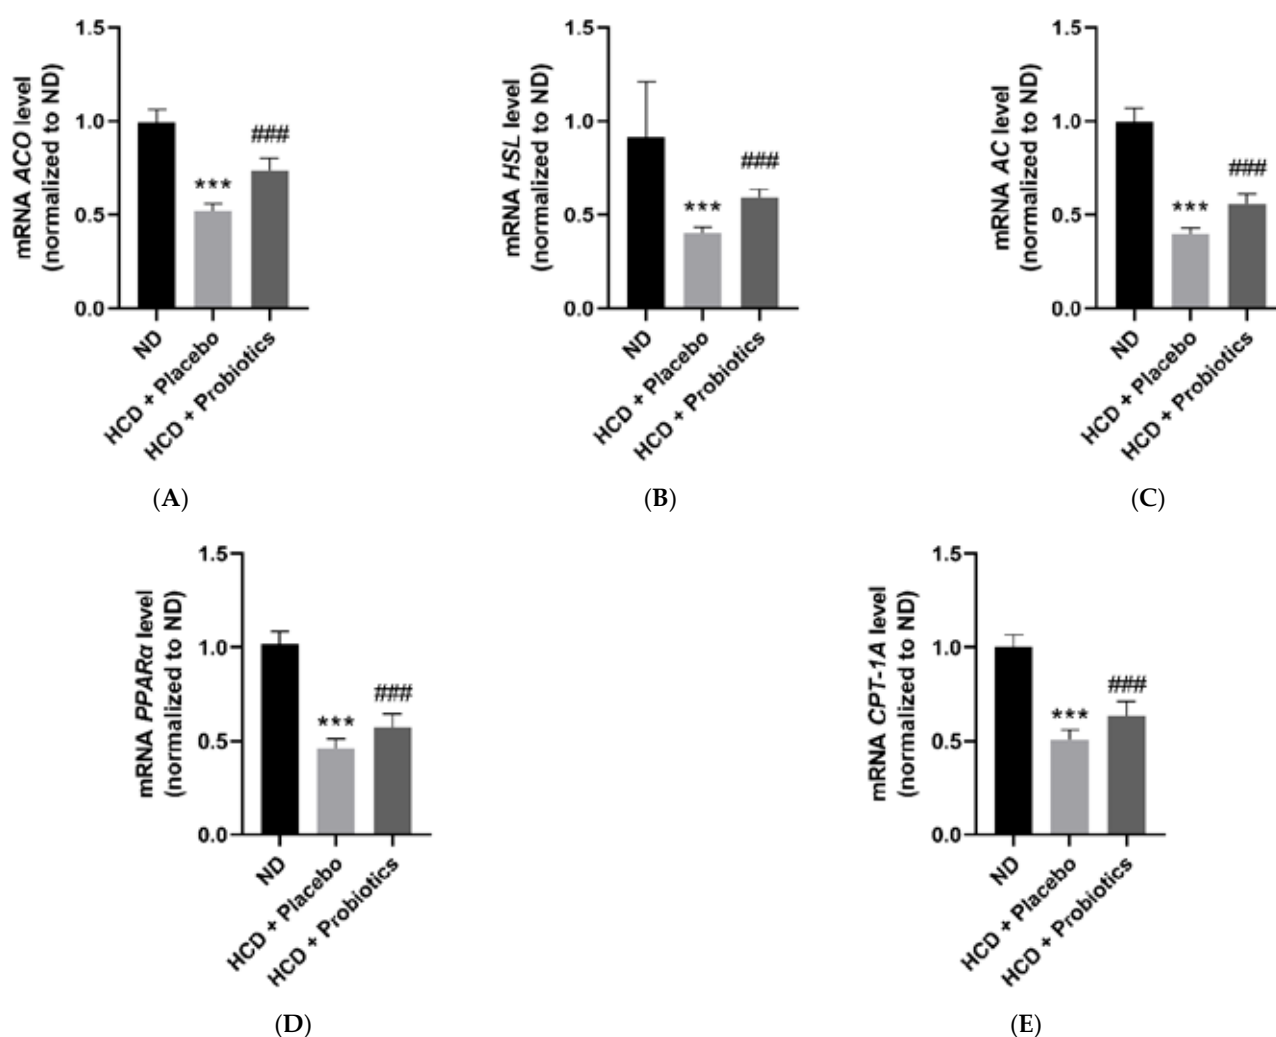 mRNA ACO level
(normalized to ND)
1.5
1.0
0.5
0.0
***
###
ND
HCD + Placebo
HCD + Probiotics
(A)
mRNA HSL level
(normalized to ND)
1.5
1.0
0.5
0.0
***
###
ND
HCD + Placebo
HCD + Probiotics
(B)
mRNA AC level
(normalized to ND)
1.5
1.0
0.5
0.0
***
###
ND
HCD + Placebo
HCD + Probiotics
(C)
mRNA PPARα level
(normalized to ND)
1.5
1.0
0.5
0.0
***
###
ND
HCD + Placebo
HCD + Probiotics
(D)
mRNA CPT-1A level
(normalized to ND)
1.5
1.0
0.5
0.0
***
###
ND
HCD + Placebo
HCD + Probiotics
(E)